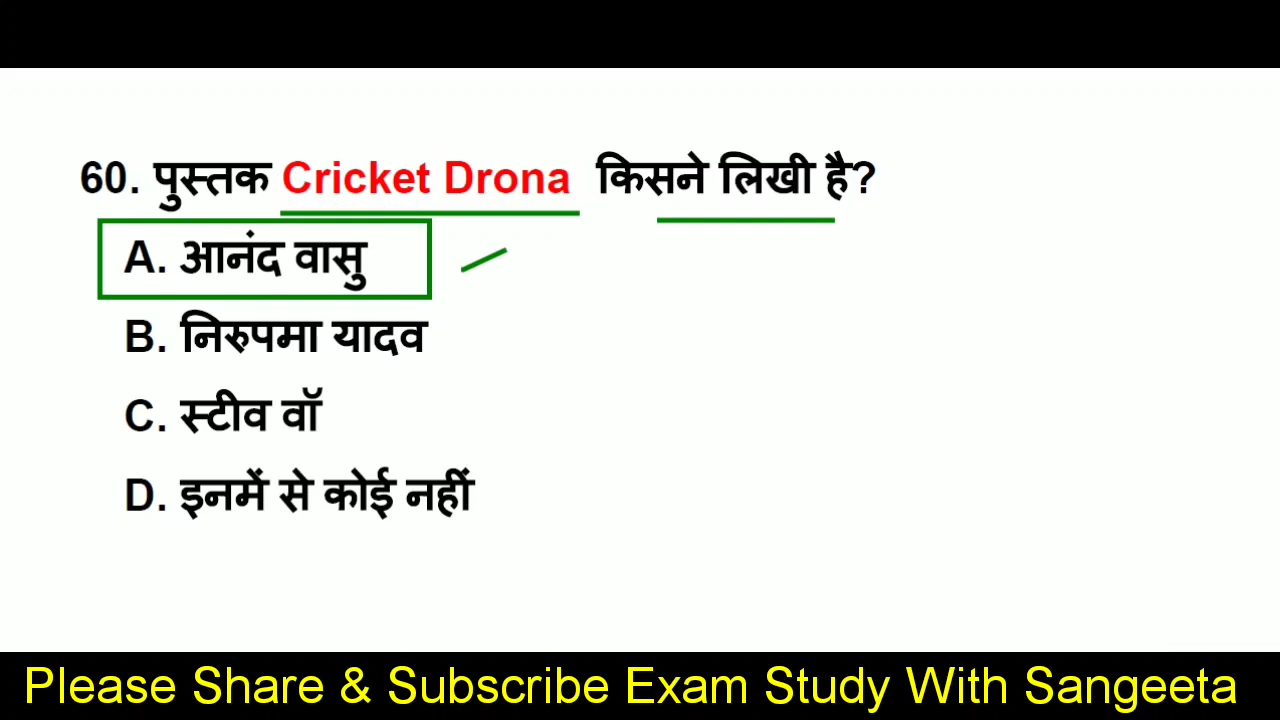 60. पुस्तक Cricket Drona किसने लिखी है?
A. आनंद वासु
B. निरुपमा यादव
C. स्टीव वॉ
D. इनमें से कोई नहीं
Please Share & Subscribe Exam Study With Sangeeta